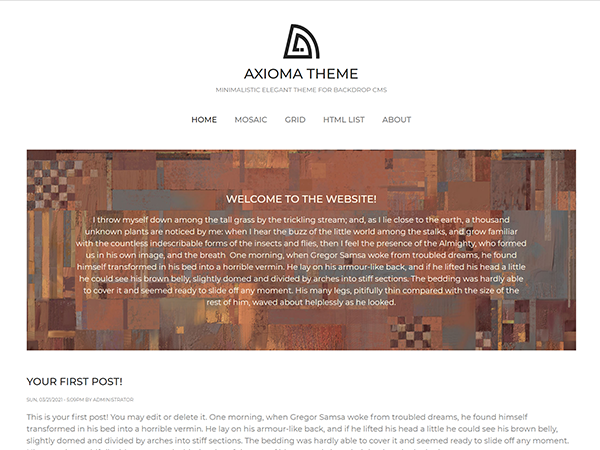 AXIOMA THEME
MINIMALISTIC ELEGANT THEME FOR BACKDROP CMS
HOME MOSAIC GRID HTML LIST ABOUT
WELCOME TO THE WEBSITE!
I throw myself down among the tall grass by the trickling stream; and, as I lie close to the earth, a thousand
unknown plants are noticed by me: when I hear the buzz of the little world among the stalks, and grow familiar
with the countless indescribable forms of the insects and flies, then I feel the presence of the Almighty, who formed
us in his own image, and the breath One morning, when Gregor Samsa woke from troubled dreams, he found
himself transformed in his bed into a horrible vermin. He lay on his armour-like back, and if he lifted his head a little
he could see his brown belly, slightly domed and divided by arches into stiff sections. The bedding was hardly able
to cover it and seemed ready to slide off any moment. His many legs, pitifully thin compared with the size of the
rest of him, waved about helplessly as he looked.
YOUR FIRST POST!
SUN, 03/21/2021 - 5:05PM BY ADMINISTRATOR
This is your first post! You may edit or delete it. One morning, when Gregor Samsa woke from troubled dreams, he found himself
transformed in his bed into a horrible vermin. He lay on his armour-like back, and if he lifted his head a little he could see his brown belly,
slightly domed and divided by arches into stiff sections. The bedding was hardly able to cover it and seemed ready to slide off any moment.